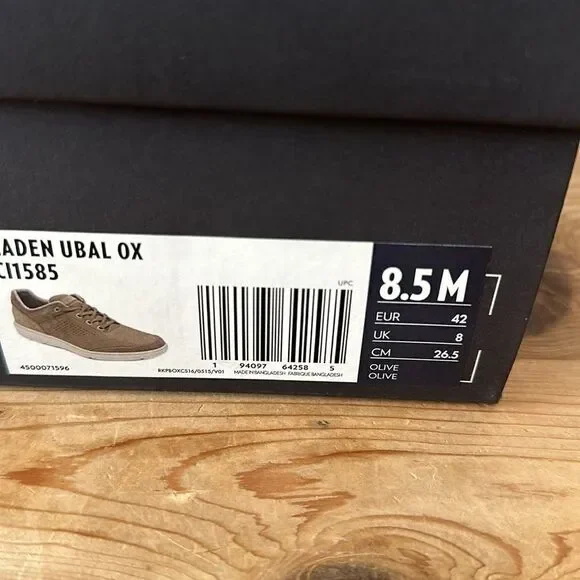 ADEN UBAL OX
CI1585
UPC
1 94097 64258 5
4500071596
RKPBOXCS16/0515/V01 MADE IN BANGLADESH FABRIQUE BANGLADESH
8.5 M
EUR 42
UK 8
CM 26.5
OLIVE
OLIVE